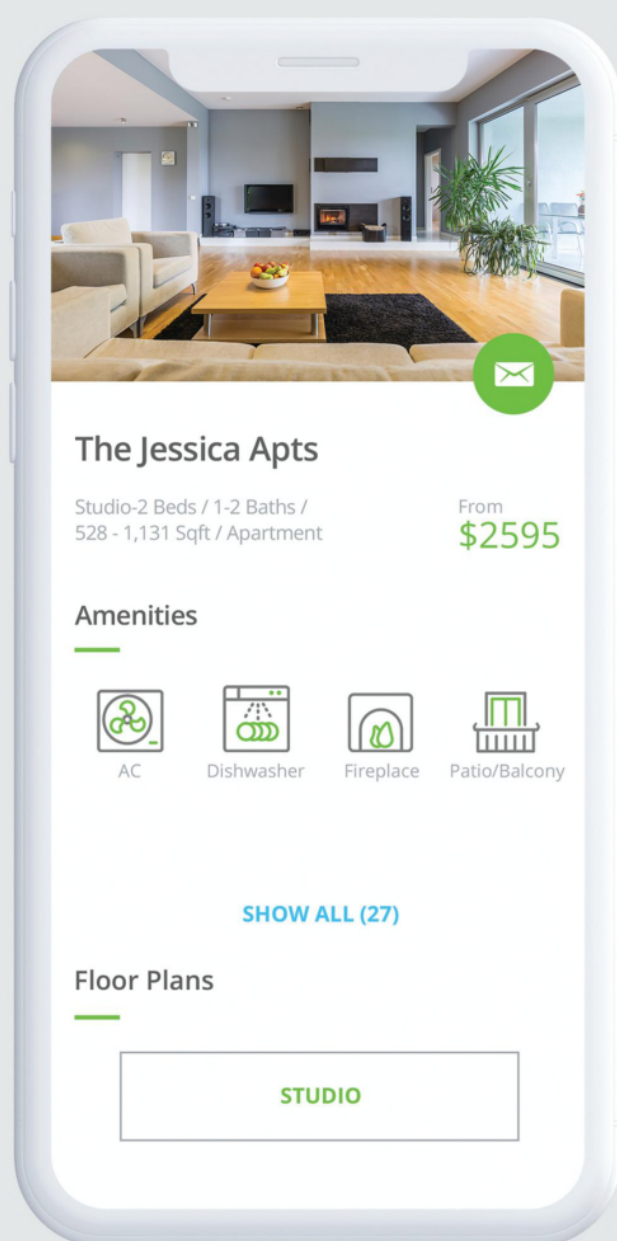 The Jessica Apts
Studio-2 Beds / 1-2 Baths /
528 - 1,131 Sqft / Apartment
From
$2595
Amenities
AC
Dishwasher
Fireplace
Patio/Balcony
SHOW ALL (27)
Floor Plans
STUDIO